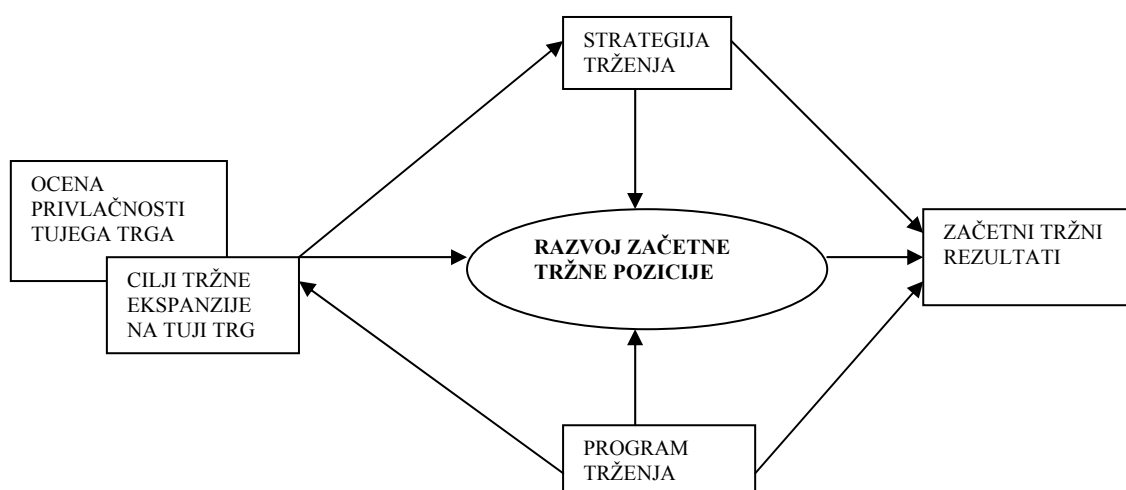 STRATEGIJA
TRŽENJA
OCENA
PRIVLAČNOSTI
TUJEGA TRGA
CILJI TRŽNE
EKSPANZIJE
NA TUJI TRG
RAZVOJ ZAČETNE
TRŽNE POZICIJE
ZAČETNI TRŽNI
REZULTATI
PROGRAM
TRŽENJA